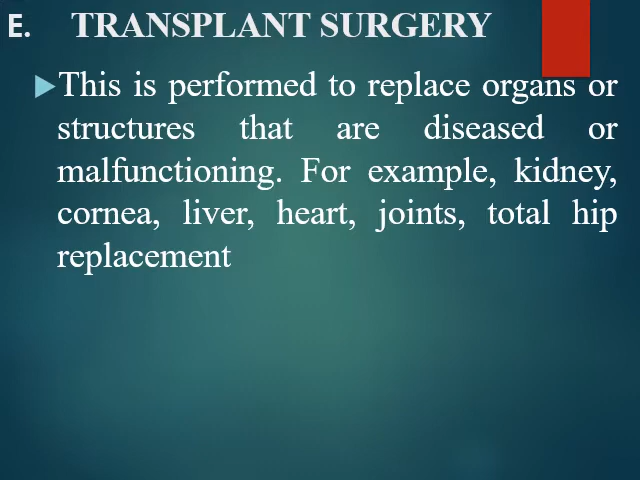 E. TRANSPLANT SURGERY
This is performed to replace organs or
structures that are diseased or
malfunctioning. For example, kidney,
cornea, liver, heart, joints, total hip
replacement